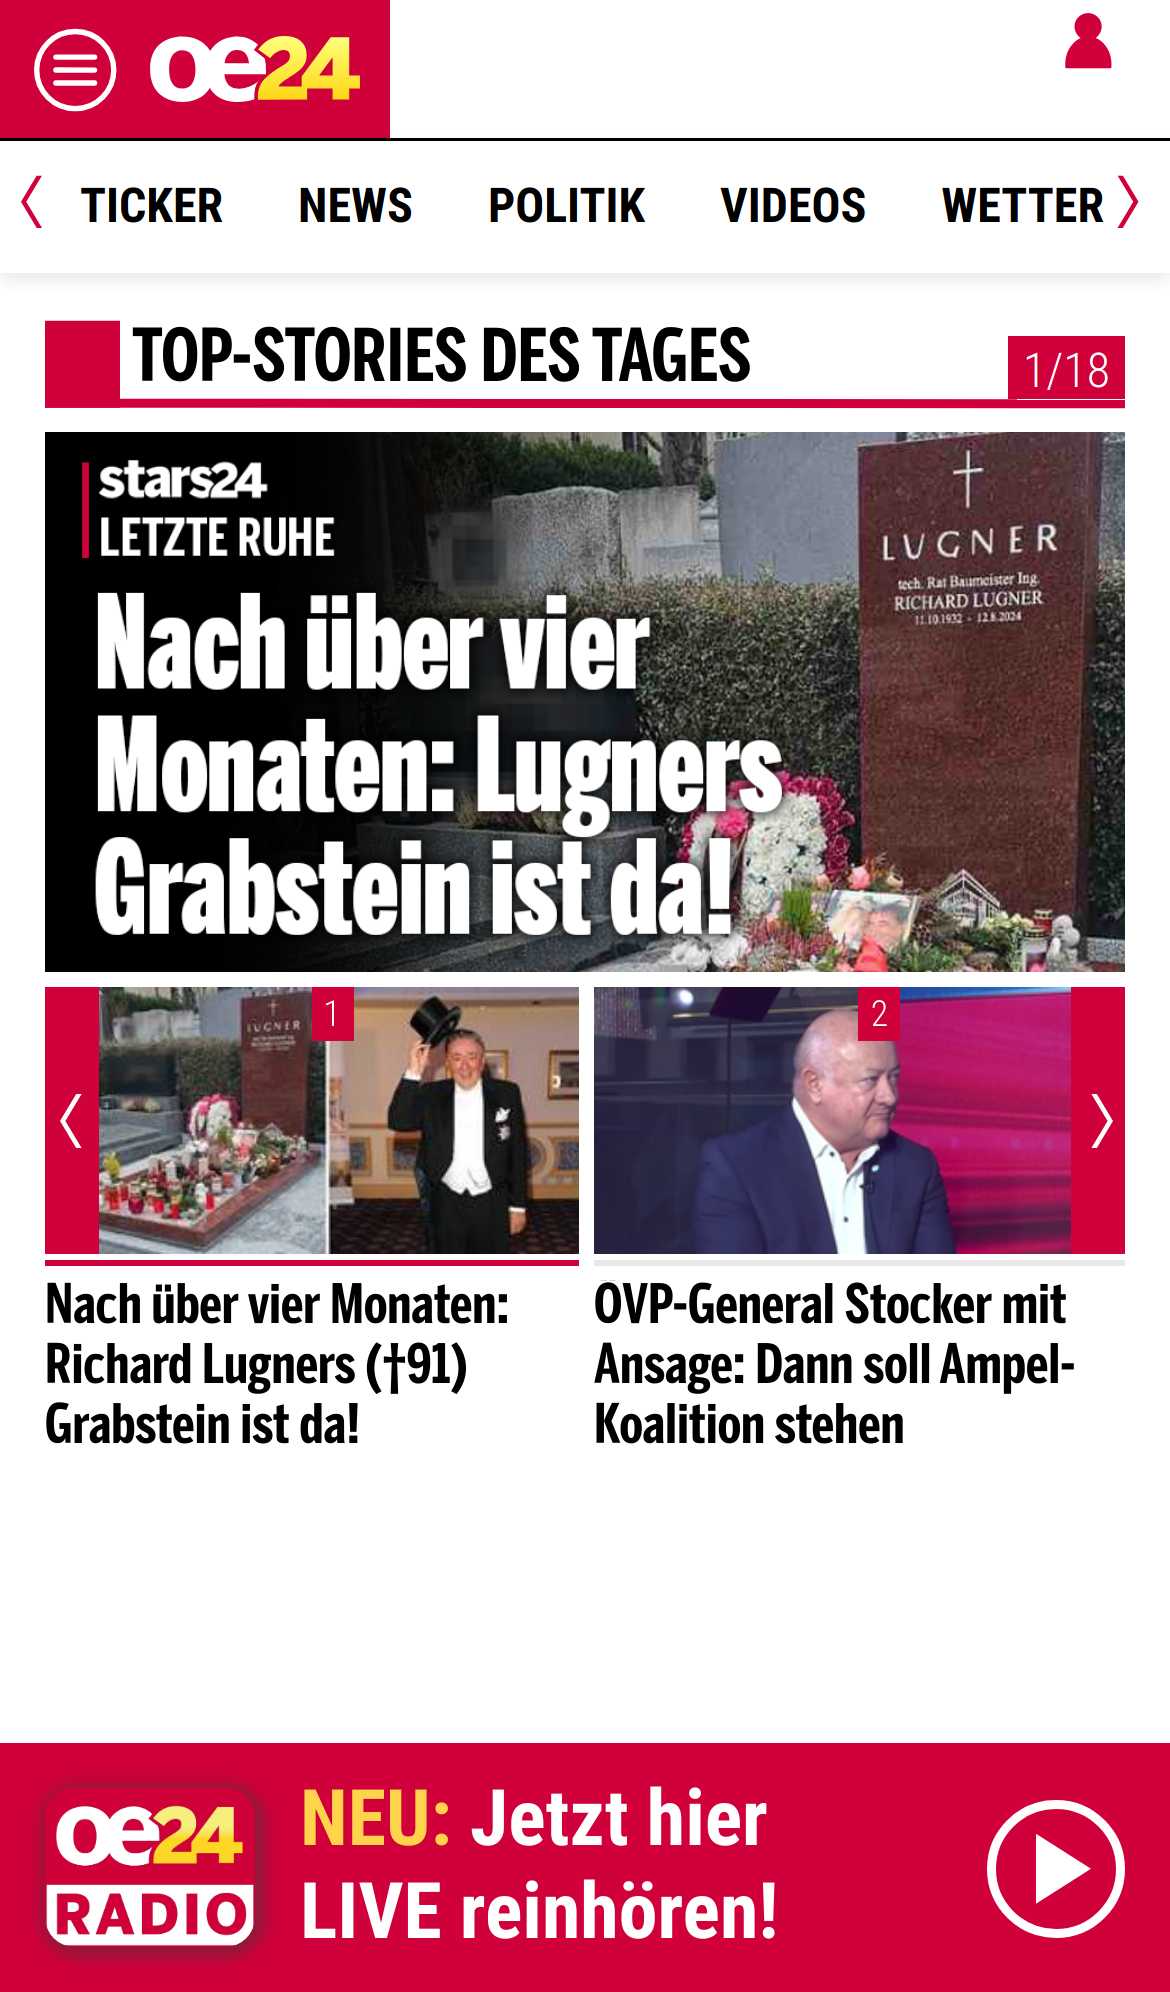 oe24
TICKER NEWS POLITIK VIDEOS WETTER
TOP-STORIES DES TAGES
1/18
stars24
LETZTE RUHE
Nach über vier
Monaten: Lugners
Grabstein ist da!
LUGNER
tech. Rat Baumeister Ing.
RICHARD LUGNER
11.10.1932 - 12.8.2024
1
LUGNER
2
Nach über vier Monaten:
Richard Lugners (†91)
Grabstein ist da!
ÖVP-General Stocker mit
Ansage: Dann soll Ampel-
Koalition stehen
oe24
RADIO
NEU: Jetzt hier
LIVE reinhören!